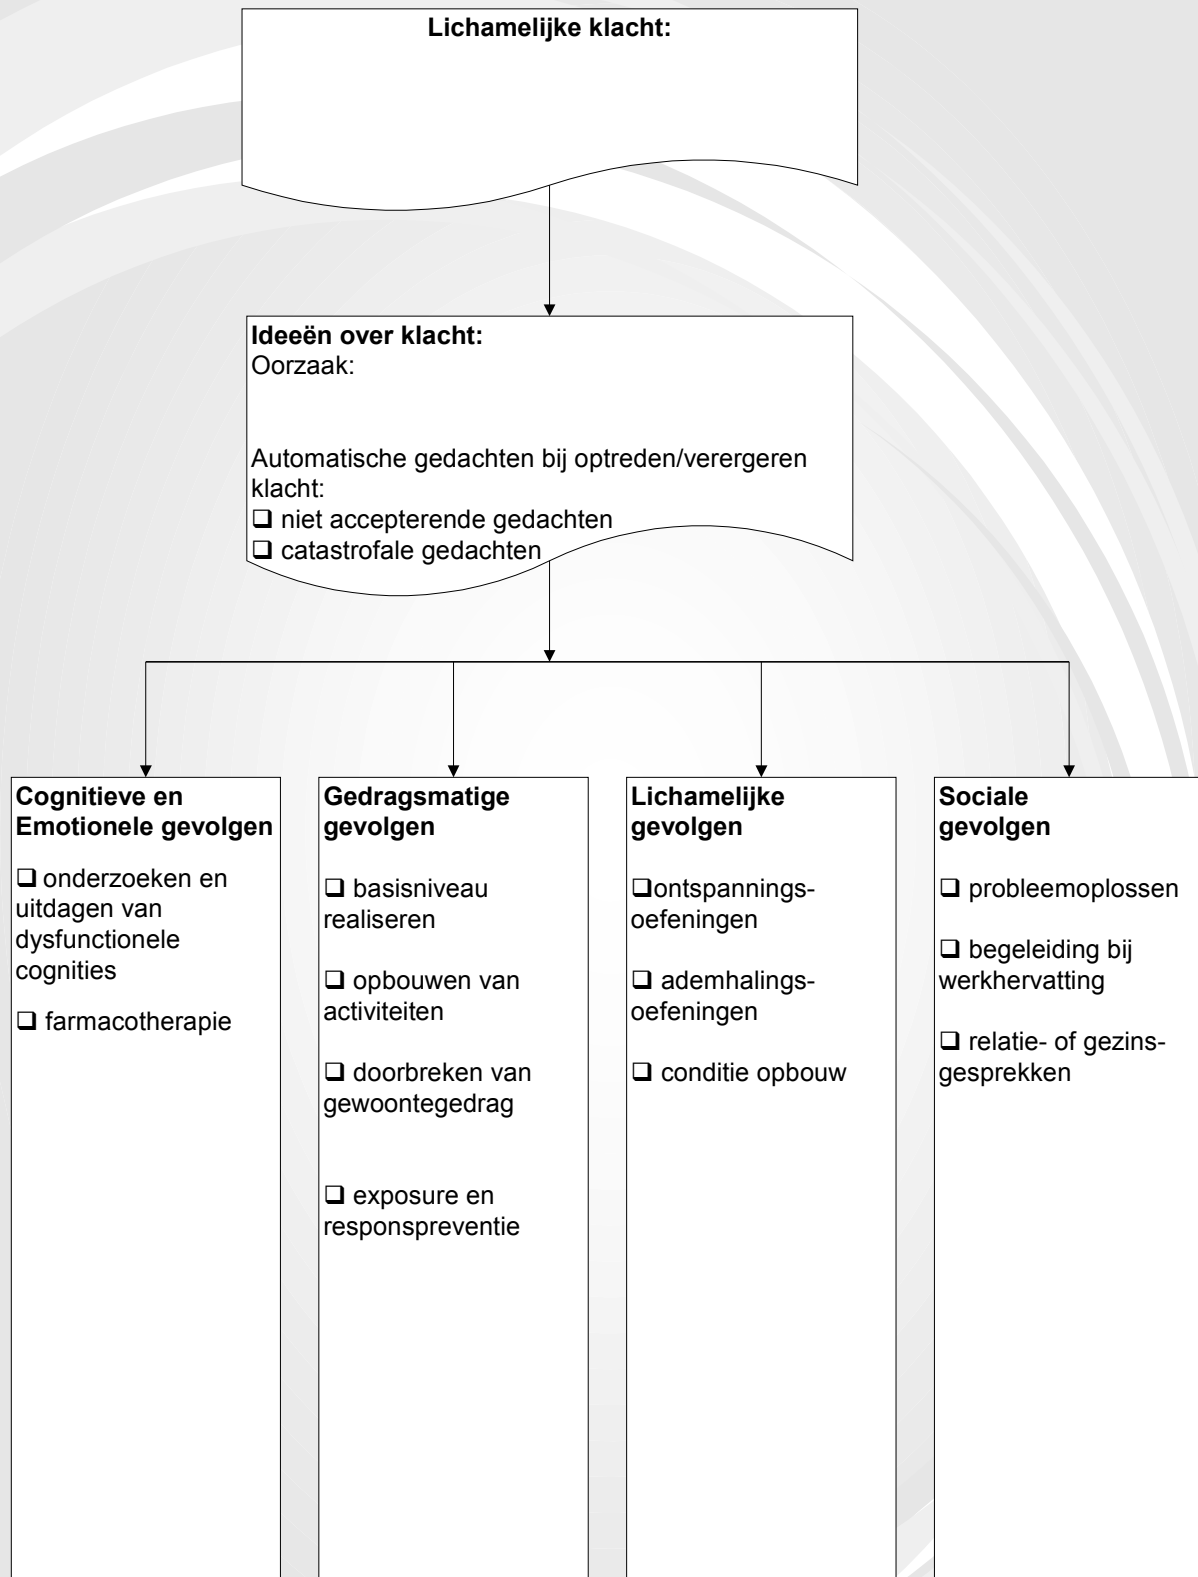 Lichamelijke klacht:
Ideeën over klacht:
Oorzaak:
Automatische gedachten bij optreden/verergeren
klacht:
❑ niet accepterende gedachten
❑ catastrofale gedachten
Cognitieve en
Emotionele gevolgen
❑ onderzoeken en
uitdagen van
dysfunctionele
cognities
❑ farmacotherapie
Gedragsmatige
gevolgen
❑ basisniveau
realiseren
❑ opbouwen van
activiteiten
❑ doorbreken van
gewoontegedrag
❑ exposure en
responspreventie
Lichamelijke
gevolgen
❑ontspannings-
oefeningen
❑ ademhalings-
oefeningen
❑ conditie opbouw
Sociale
gevolgen
❑ probleemoplossen
❑ begeleiding bij
werkhervatting
❑ relatie- of gezins-
gesprekken